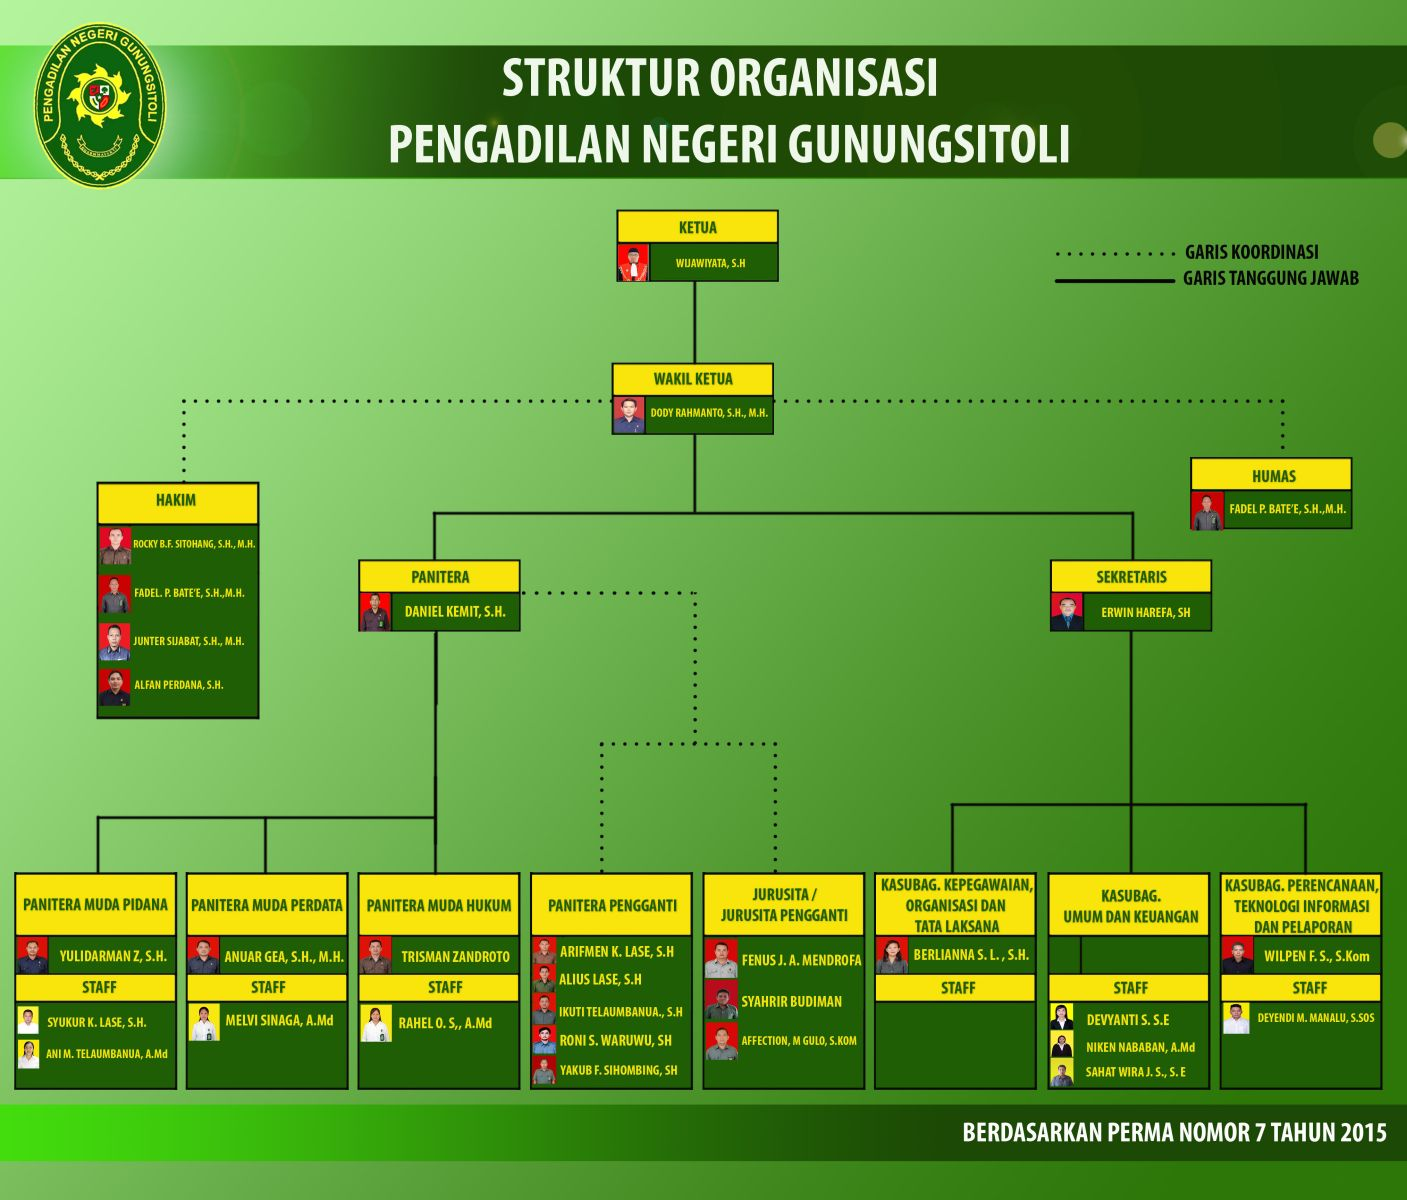 PENGADILAN NEGERI GUNUNGSITOLI
STRUKTUR ORGANISASI
PENGADILAN NEGERI GUNUNGSITOLI
KETUA
WIJAWIYATA, S.H
GARIS KOORDINASI
GARIS TANGGUNG JAWAB
WAKIL KETUA
DODY RAHMANTO, S.H., M.H.
HAKIM
ROCKY B.F. SITOHANG, S.H., M.H.
FADEL. P. BATE'E, S.H.,M.H.
JUNTER SIJABAT, S.H., M.H.
ALFAN PERDANA, S.H.
HUMAS
FADEL P. BATE'E, S.H.,M.H.
PANITERA
DANIEL KEMIT, S.H.
SEKRETARIS
ERWIN HAREFA, SH
PANITERA MUDA PIDANA
YULIDARMAN Z, S.H.
STAFF
SYUKUR K. LASE, S.H.
ANI M. TELAUMBANUA, A.Md
PANITERA MUDA PERDATA
ANUAR GEA, S.H., M.H.
STAFF
MELVI SINAGA, A.Md
PANITERA MUDA HUKUM
TRISMAN ZANDROTO
STAFF
RAHEL O. S,, A.Md
PANITERA PENGGANTI
ARIFMEN K. LASE, S.H
ALIUS LASE, S.H
IKUTI TELAUMBANUA., S.H
RONI S. WARUWU, SH
YAKUB F. SIHOMBING, SH
JURUSITA /
JURUSITA PENGGANTI
FENUS J. A. MENDROFA
SYAHRIR BUDIMAN
AFFECTION, M GULO, S.KOM
KASUBAG. KEPEGAWAIAN,
ORGANISASI DAN
TATA LAKSANA
BERLIANNA S. L. , S.H.
STAFF
KASUBAG.
UMUM DAN KEUANGAN
STAFF
DEVYANTI S. S.E
NIKEN NABABAN, A.Md
SAHAT WIRA J. S., S. E
KASUBAG. PERENCANAAN,
TEKNOLOGI INFORMASI
DAN PELAPORAN
WILPEN F. S., S.Kom
STAFF
DEYENDI M. MANALU, S.SOS
BERDASARKAN PERMA NOMOR 7 TAHUN 2015